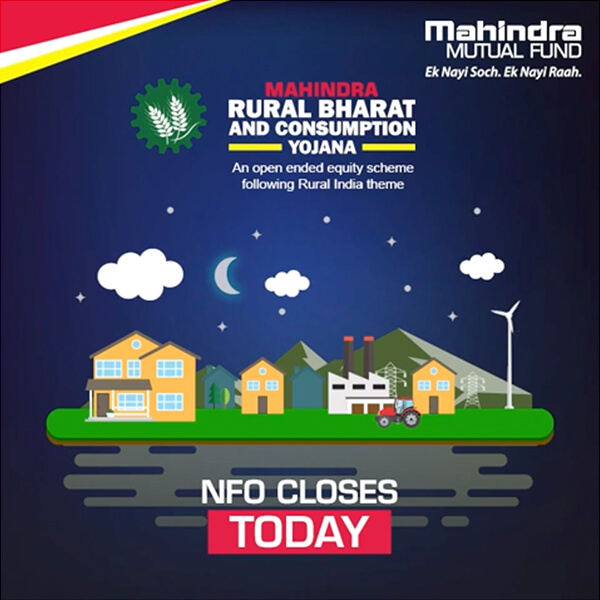 Mahindra
MUTUAL FUND
Ek Nayi Soch. Ek Nayi Raah.
MAHINDRA
RURAL BHARAT
AND CONSUMPTION
YOJANA
An open ended equity scheme
following Rural India theme
NFO CLOSES
TODAY